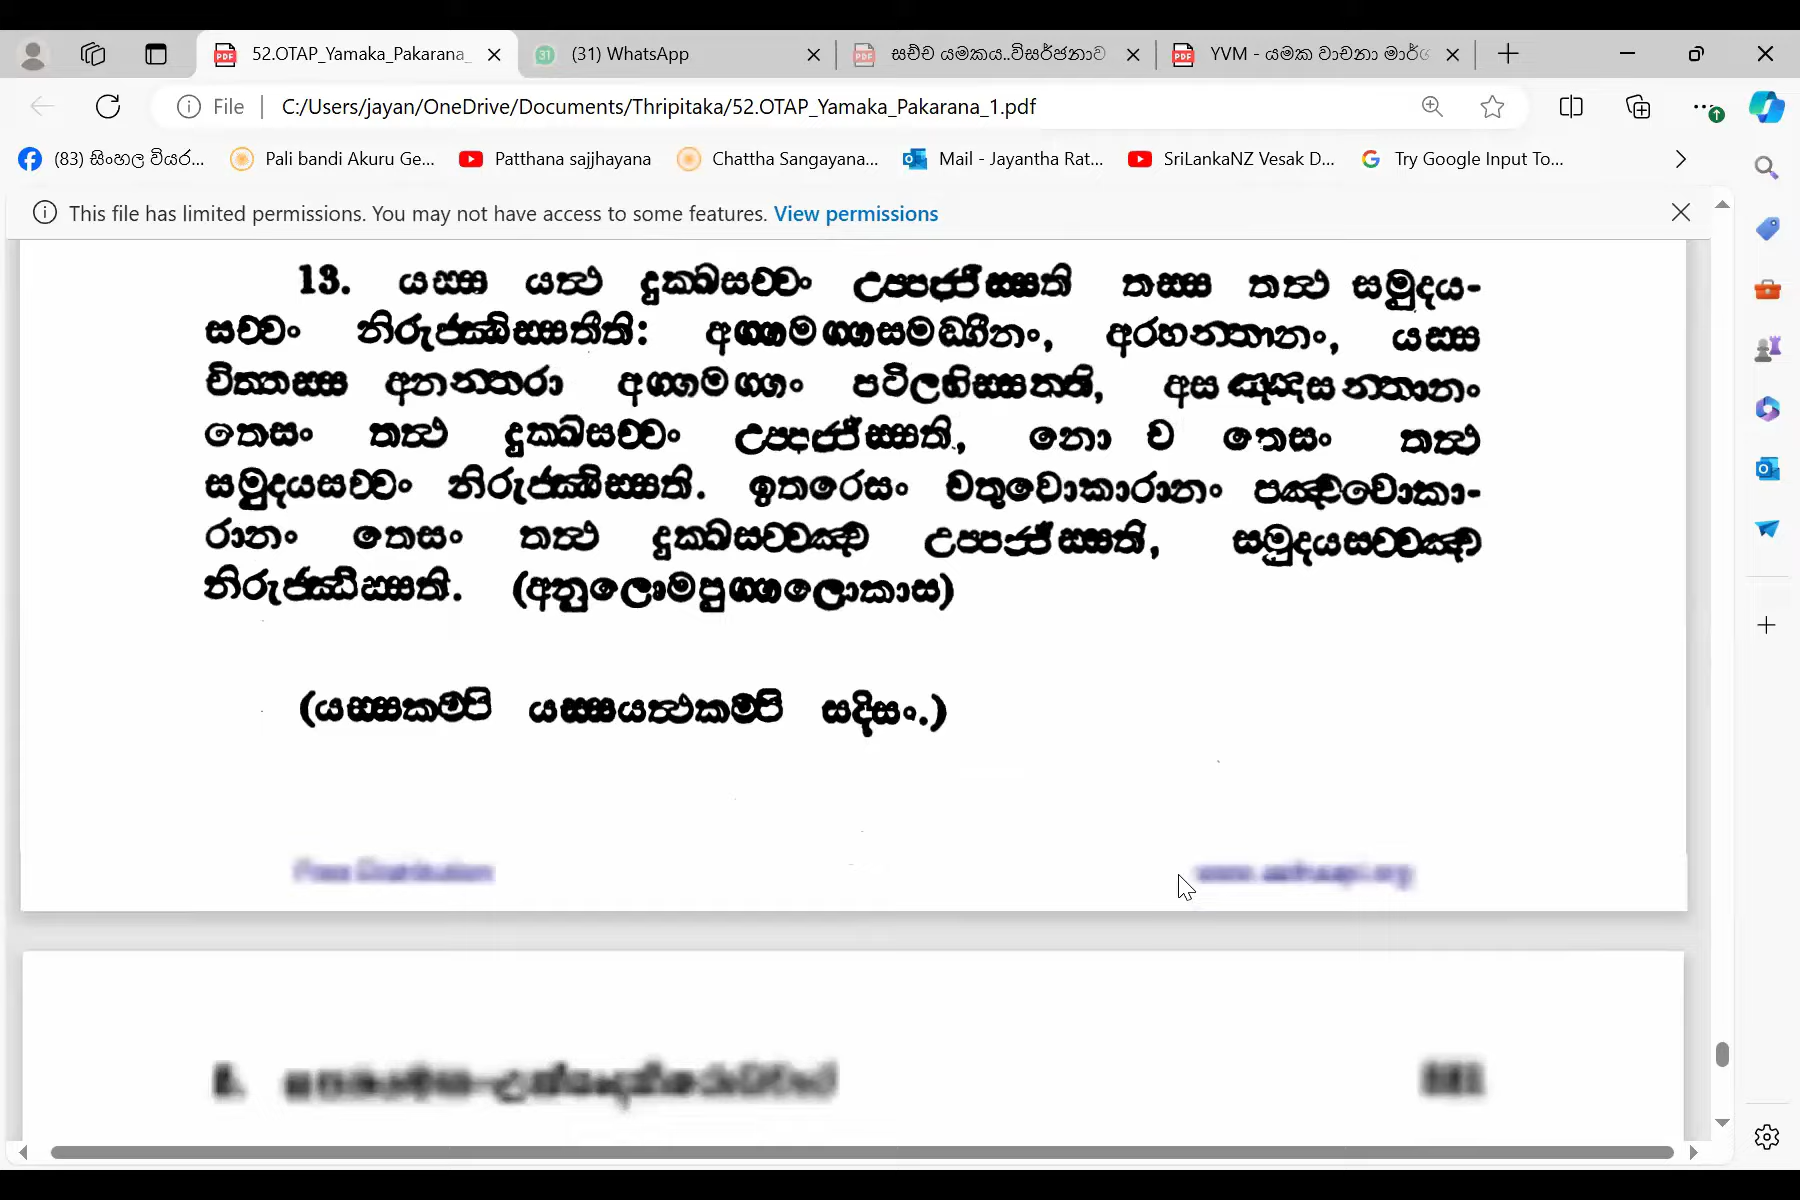 52.OTAP_Yamaka_Pakarana_
(31) WhatsApp
සච්ච යමකය..විසර්ජනාව
YVM - යමක වාචනා මාර්ග
File
C:/Users/jayan/OneDrive/Documents/Thripitaka/52.OTAP_Yamaka_Pakarana_1.pdf
(83) සිංහල වියර...
Pali bandi Akuru Ge...
Patthana sajjhayana
Chattha Sangayana...
Mail - Jayantha Rat...
SriLankaNZ Vesak D...
Try Google Input To...
This file has limited permissions. You may not have access to some features. View permissions
13. යස්ස යත්ථ දුක්ඛසච්චං උප්පජ්ජිස්සති තස්ස තත්ථ සමුදය-
සච්චං නිරුජ්ඣිස්සතීති: අග්ගමග්ගසමඞ්ගීනං, අරහන්තානං, යස්ස
චිත්තස්ස අනන්තරා අග්ගමග්ගං පටිලභිස්සන්ති, අසඤ්ඤසත්තානං
තෙසං තත්ථ දුක්ඛසච්චං උප්පජ්ජිස්සති, නො ච තෙසං තත්ථ
සමුදයසච්චං නිරුජ්ඣිස්සති. ඉතරෙසං චතුවොකාරානං පඤ්චවොකා-
රානං තෙසං තත්ථ දුක්ඛසච්චඤ්ච උප්පජ්ජිස්සති, සමුදයසච්චඤ්ච
නිරුජ්ඣිස්සති. (අනුලොමපුග්ගලොකාස)
(යස්සකම්පි යස්සයත්ථකම්පි සදිසං.)
Free Distribution